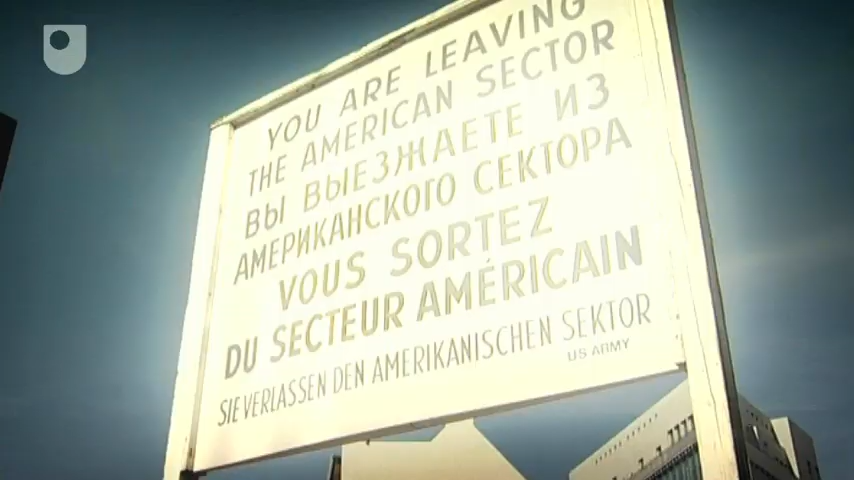 YOU ARE LEAVING
THE AMERICAN SECTOR
ВЫ ВЫЕЗЖАЕТЕ ИЗ
АМЕРИКАНСКОГО СЕКТОРА
VOUS SORTEZ
DU SECTEUR AMÉRICAIN
SIE VERLASSEN DEN AMERIKANISCHEN SEKTOR
US ARMY